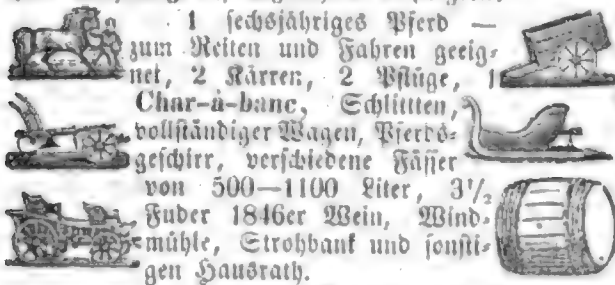 1 sechsjähriges Pferd —
zum Reiten und Fahren geeig-
net, 2 Kärren, 2 Pflüge, 1
Char-à-banc, Schlitten,
vollständiger Wagen, Pferds-
geschirr, verschiedene Fässer
von 500—1100 Liter, 3½
Fuder 1846er Wein, Wind-
mühle, Strohbank und sonsti-
gen Hausrath.